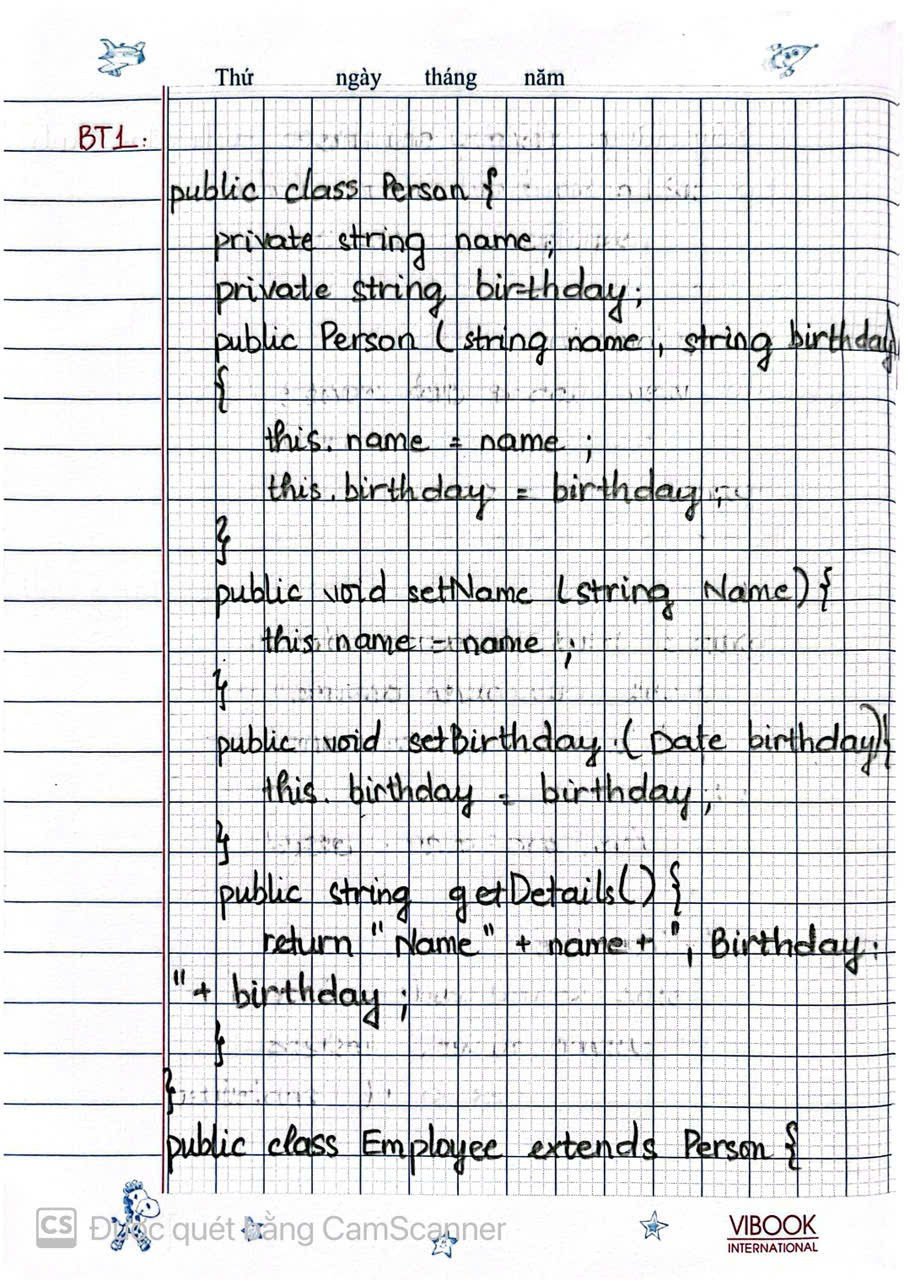 Thứ ngày tháng năm
BT1:
public class Person {
private string name;
private string birthday;
public Person (string name, string birthday)
{
this.name = name;
this.birthday = birthday;
}
public void setName (string Name) {
this.name = name;
}
public void setBirthday (Date birthday) {
this.birthday = birthday;
}
public string getDetails() {
return "Name" + name + ", Birthday:
"+ birthday;
}
}
public class Employee extends Person {
CS Được quét bằng CamScanner
VIBOOK
INTERNATIONAL